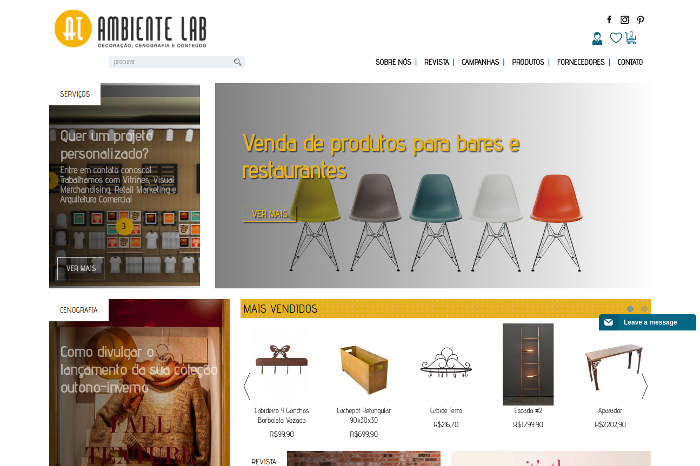 AMBIENTE LAB
DECORAÇÃO, CENOGRAFIA E CONTEÚDO
procurar
SOBRE NÓS | REVISTA | CAMPANHAS | PRODUTOS | FORNECEDORES | CONTATO
SERVIÇOS
Quer um projeto
personalizado?
Entre em contato conosco!
Trabalhamos com Vitrines, Visual
Merchandising, Retail Marketing e
Arquitetura Comercial
3
VER MAIS
Venda de produtos para bares e
restaurantes
VER MAIS
CENOGRAFIA
Como divulgar o
lançamento da sua coleção
outono-inverno
FALL
TEXTURE
MAIS VENDIDOS
Leave a message
Cabideiro 4 Ganchos
Borboleta Vazada
R$99,90
Cachepot Retangular
90x30x30
R$699,90
Cabide Ferro
R$216,70
Escada #2
R$1.799,90
Aparador
R$2.202,90
REVISTA